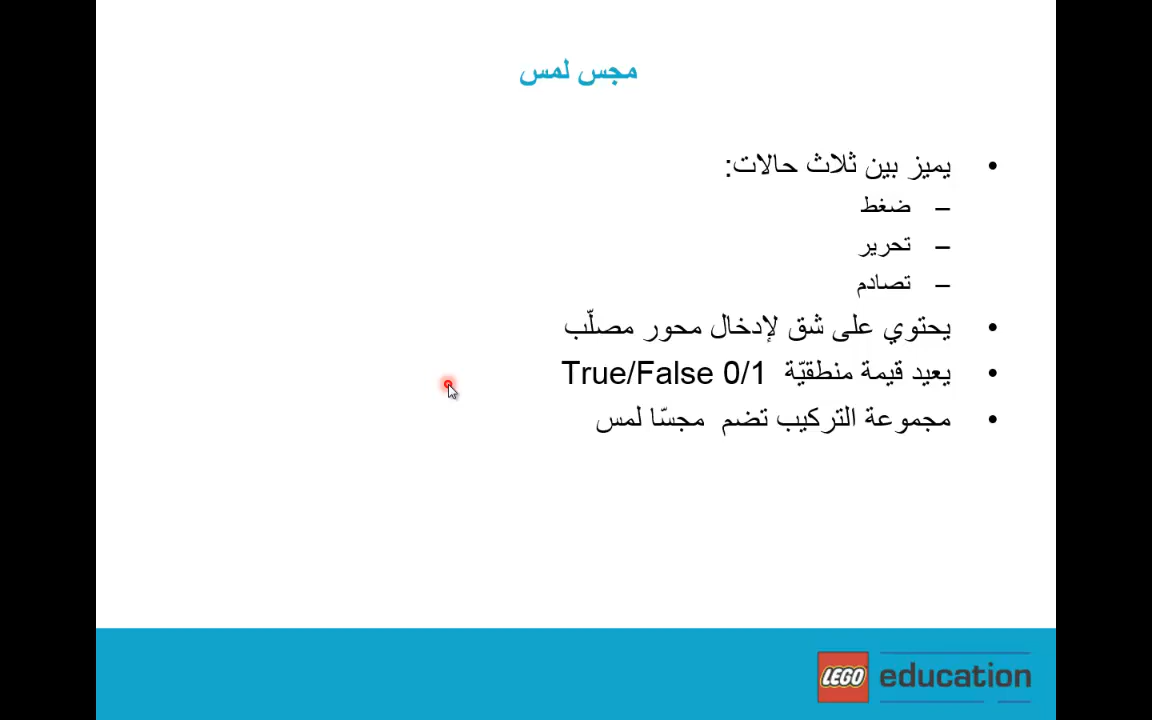 مجس لمس
• يميز بين ثلاث حالات:
– ضغط
– تحرير
– تصادم
• يحتوي على شق لإدخال محور مصلّب
• يعيد قيمة منطقيّة True/False 0/1
• مجموعة التركيب تضم مجسّا لمس
LEGO education